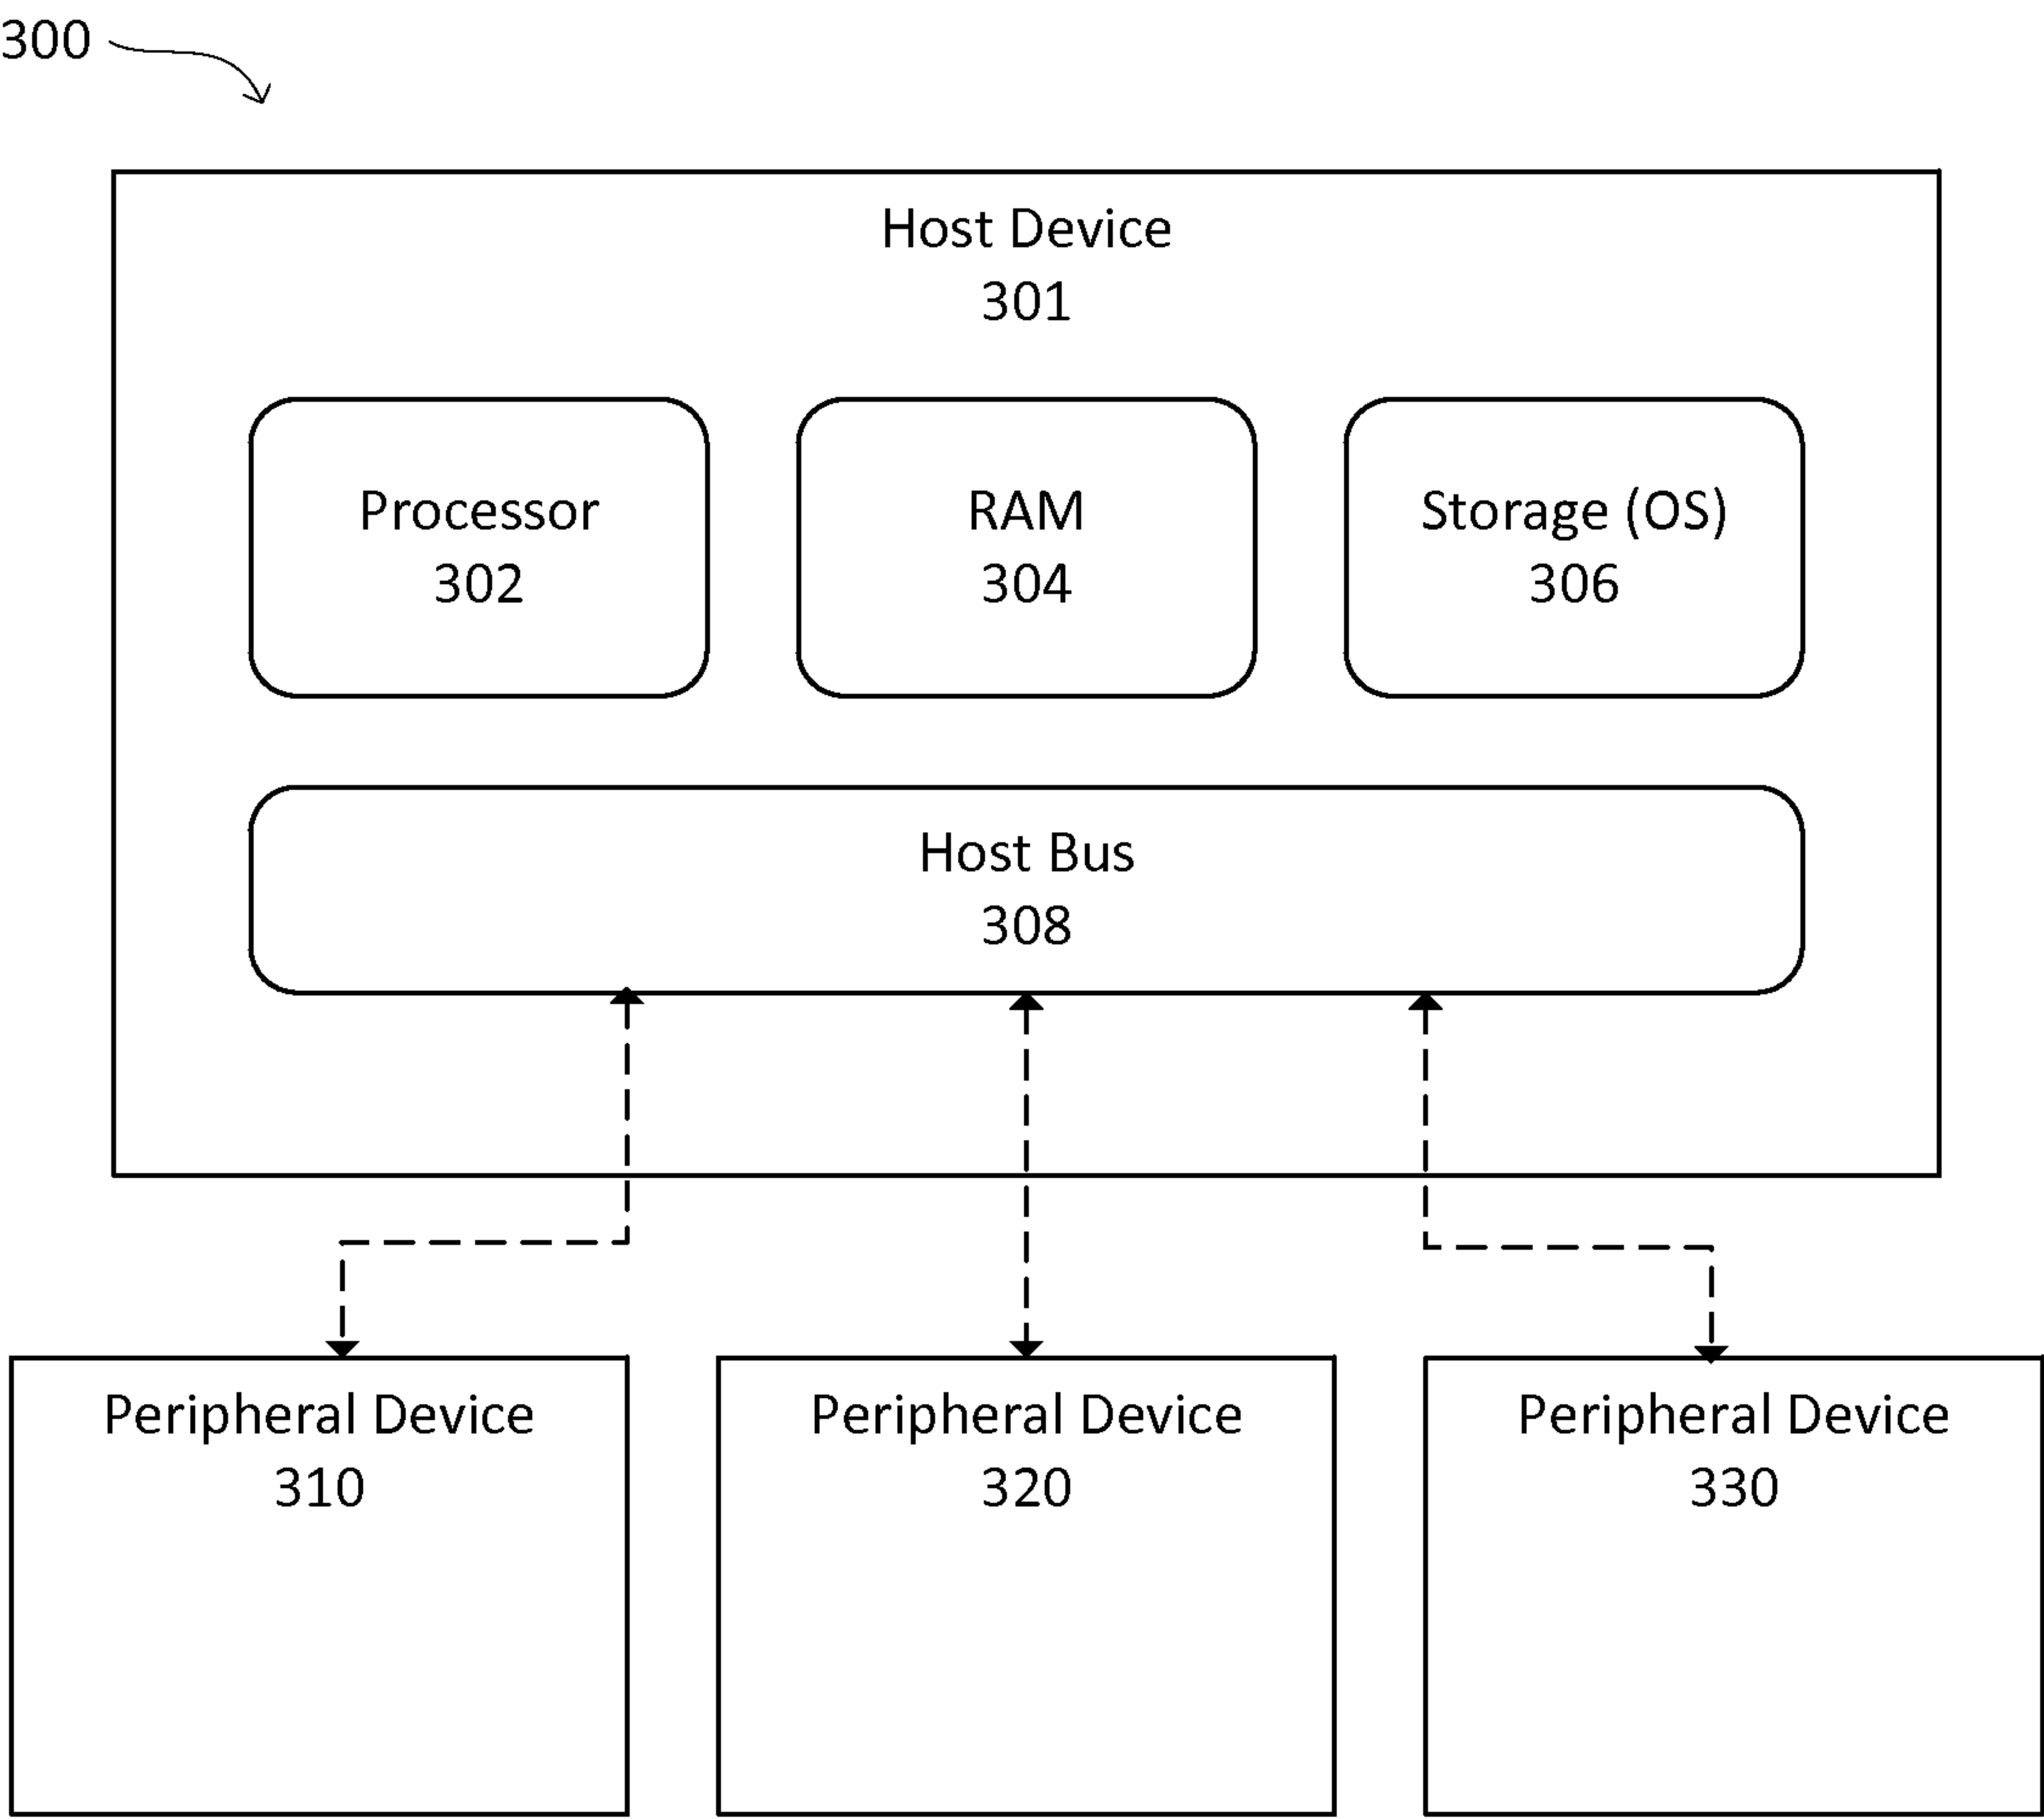 300
Host Device
301
Processor
302
RAM
304
Storage (OS)
306
Host Bus
308
Peripheral Device
310
Peripheral Device
320
Peripheral Device
330